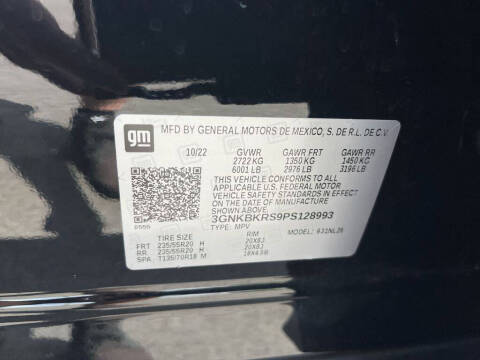 gm
MFD BY GENERAL MOTORS DE MEXICO, S. DE R.L. DE C.V.
10/22 GVWR GAWR FRT GAWR RR
2722 KG 1350 KG 1450 KG
6001 LB 2976 LB 3196 LB
THIS VEHICLE CONFORMS TO ALL
APPLICABLE U.S. FEDERAL MOTOR
VEHICLE SAFETY STANDARDS IN EFFECT
ON THE DATE OF MANUFACTURE
SHOWN ABOVE.
3GNKBKRS9PS128993
TYPE: MPV MODEL:
TIRE SIZE RIM
FRT 235/55R20 H 20X8J
RR 235/55R20 H 20X8J
SPA T135/70R18 M